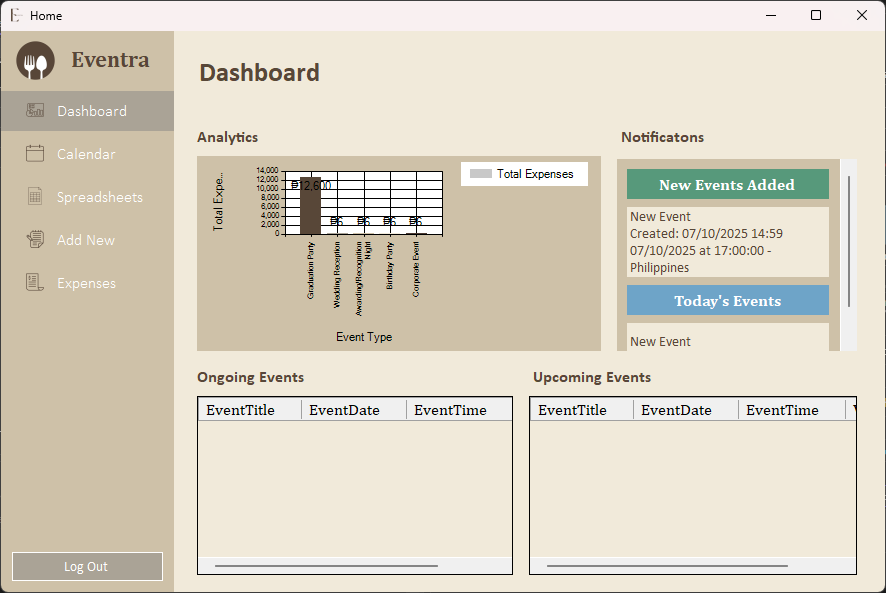 Home
Eventra
Dashboard
Calendar
Spreadsheets
Add New
Expenses
Log Out
Dashboard
Analytics
Total Expe...
14,000
12,000
10,000
8,000
6,000
4,000
2,000
0
₱12,600
₱6
₱6
₱6
₱6
Graduation Party
Wedding Reception
Awarding/Recognition
Night
Birthday Party
Corporate Event
Event Type
Total Expenses
Notificatons
New Events Added
New Event
Created: 07/10/2025 14:59
07/10/2025 at 17:00:00 -
Philippines
Today's Events
New Event
Ongoing Events
EventTitle EventDate EventTime
Upcoming Events
EventTitle EventDate EventTime